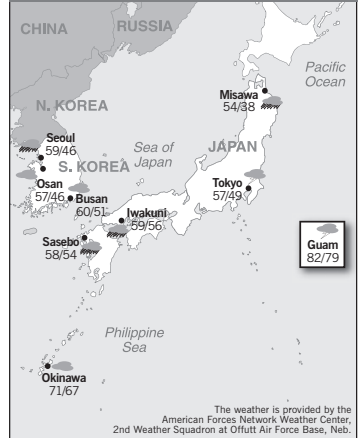 CHINA
RUSSIA
Pacific
Ocean
N. KOREA
Misawa
54/38
Seoul
59/46
Sea of
Japan
JAPAN
S. KOREA
Osan
57/46
Busan
60/51
Tokyo
57/49
Iwakuni
59/56
Sasebo
58/54
Guam
82/79
Philippine
Sea
Okinawa
71/67
The weather is provided by the
American Forces Network Weather Center,
2nd Weather Squadron at Offutt Air Force Base, Neb.